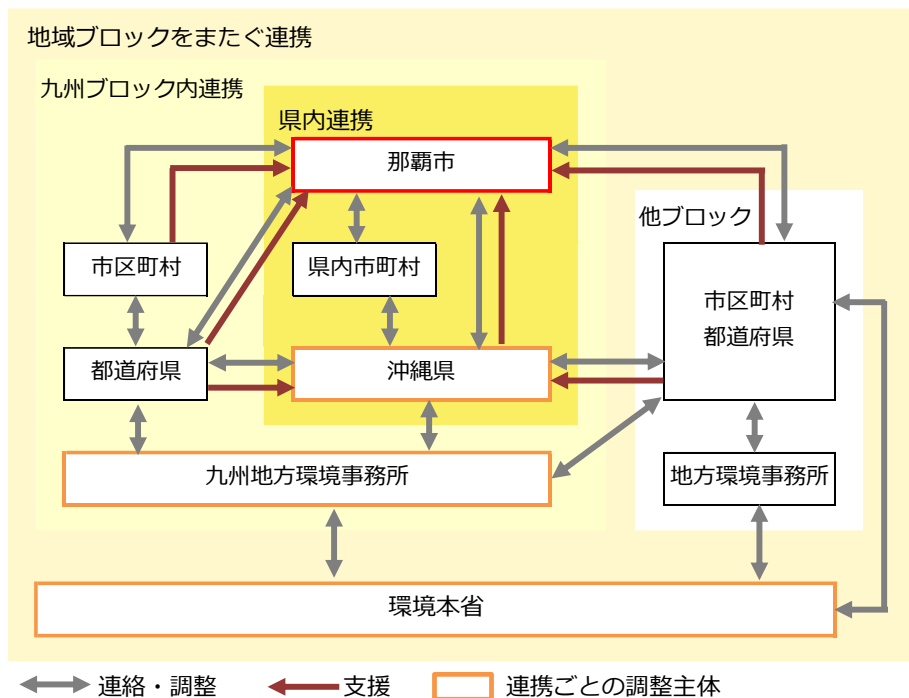 地域ブロックをまたぐ連携
九州ブロック内連携
県内連携
那覇市
他ブロック
市区町村
県内市町村
市区町村
都道府県
都道府県
沖縄県
九州地方環境事務所
地方環境事務所
環境本省
連絡・調整
支援
連携ごとの調整主体